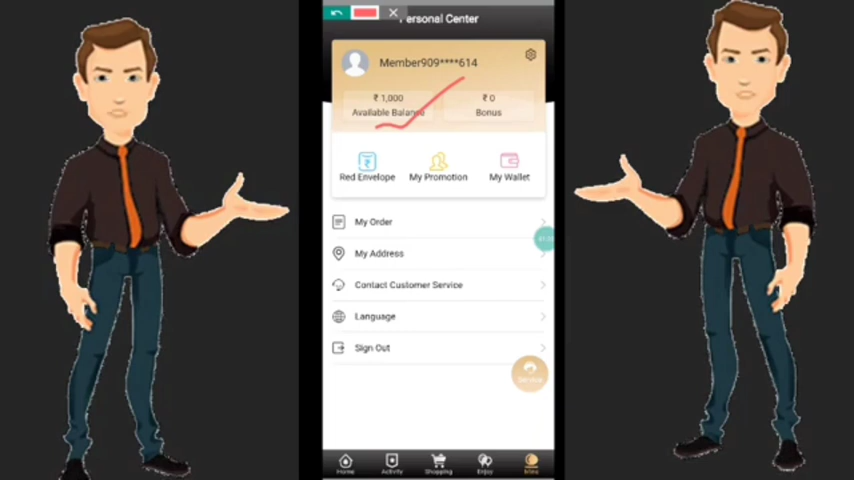 Personal Center
Member909****614
₹ 1,000
₹ 0
Available Balance
Bonus
Red Envelope
My Promotion
My Wallet
My Order
My Address
Contact Customer Service
Language
Sign Out
Service
Home
Activity
Shopping
Enjoy
Mine